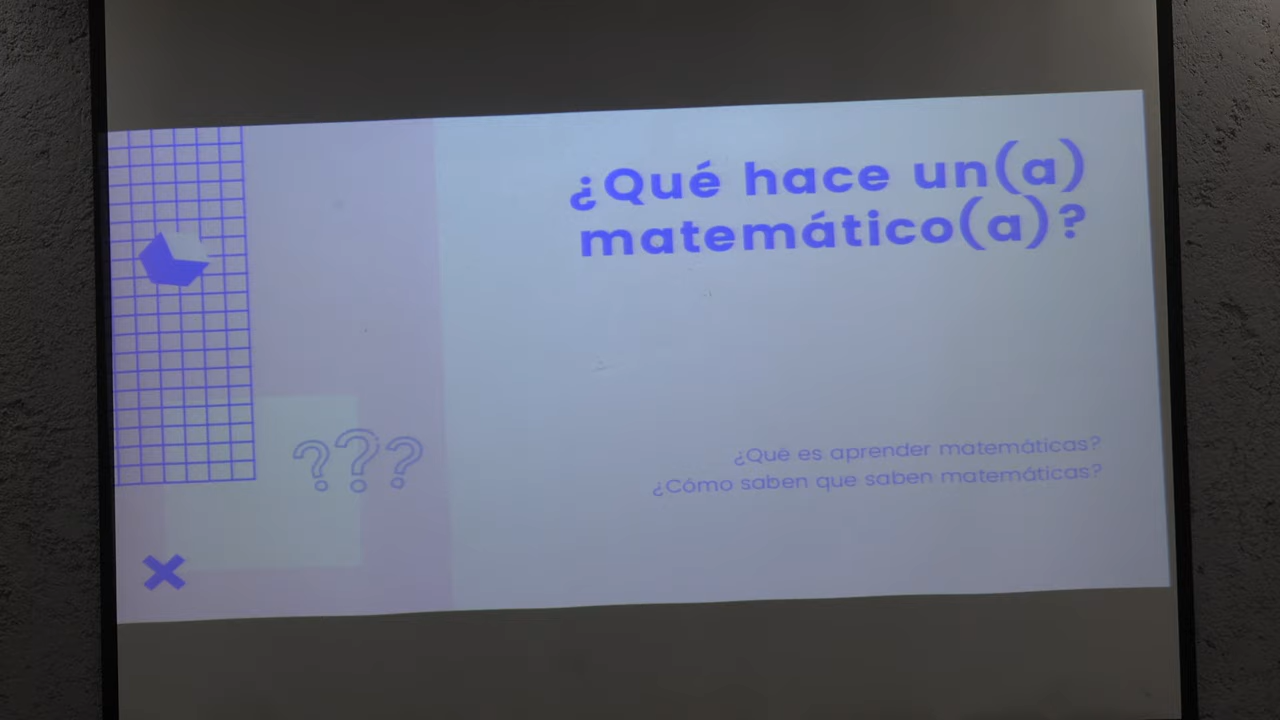 ¿Qué hace un(a)
matemático(a)?
???
¿Qué es aprender matemáticas?
¿Cómo saben que saben matemáticas?